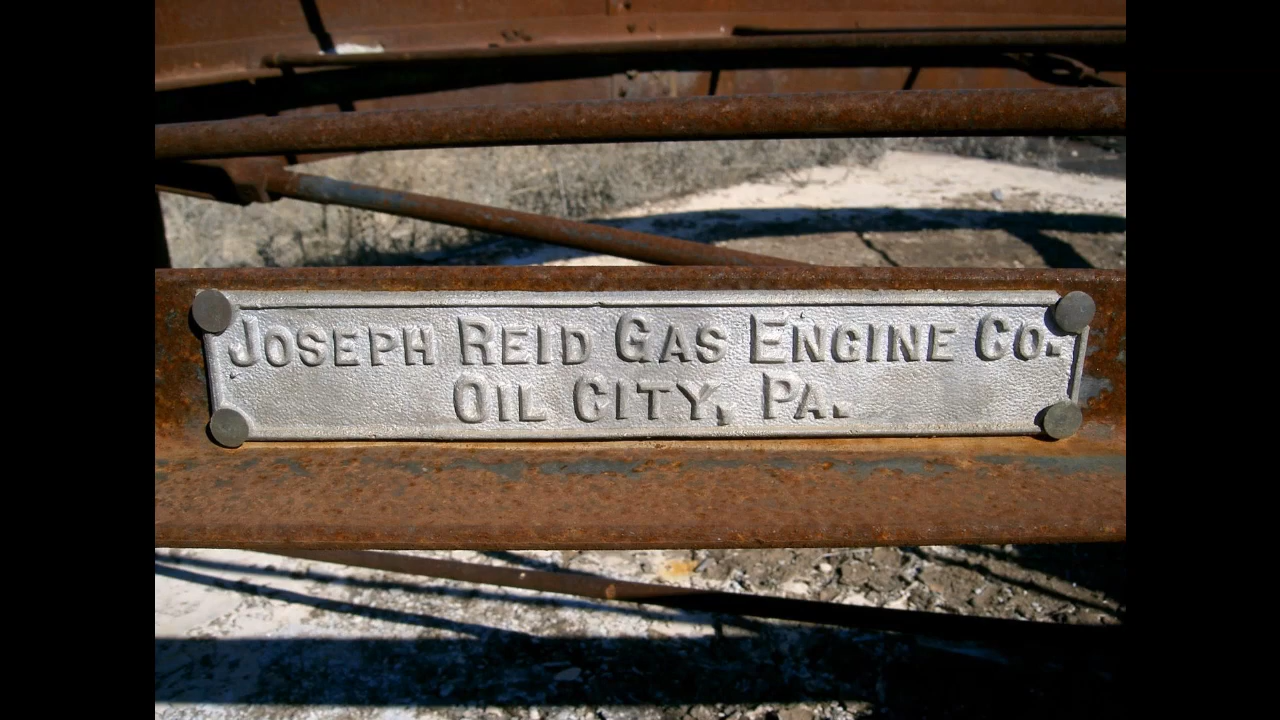 JOSEPH REID GAS ENGINE CO.
OIL CITY, PA.